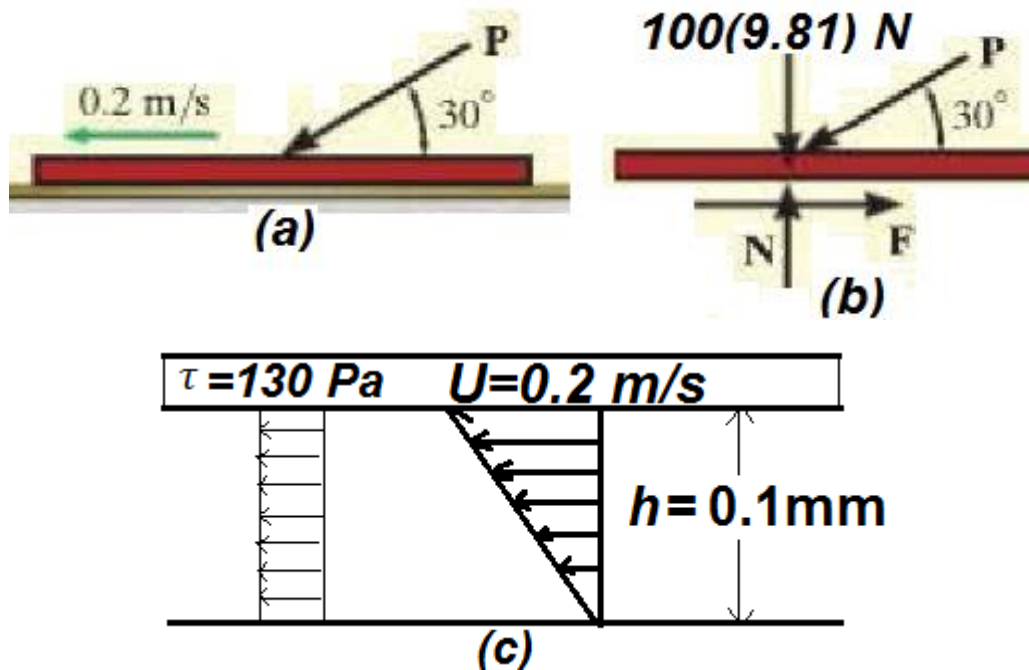 P
0.2 m/s
30°
(a)
100(9.81) N
P
30°
N
F
(b)
τ =130 Pa U=0.2 m/s
h= 0.1mm
(c)